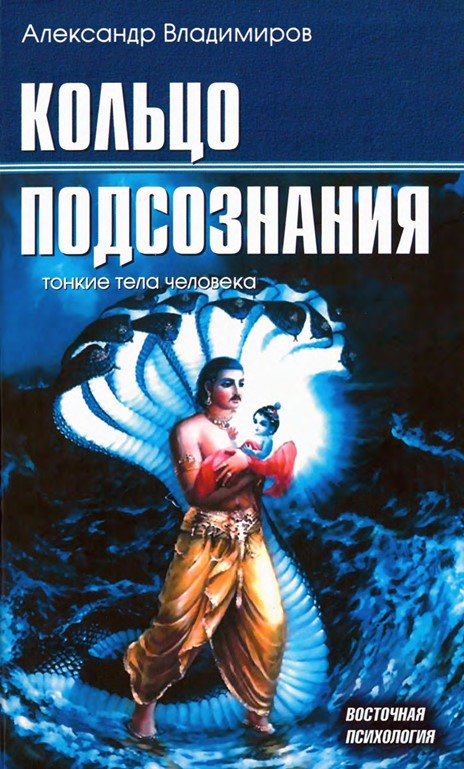 Александр Владимиров
КОЛЬЦО
ПОДСОЗНАНИЯ
тонкие тела человека
ВОСТОЧНАЯ
ПСИХОЛОГИЯ